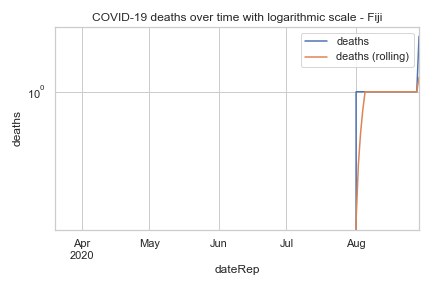 COVID-19 deaths over time with logarithmic scale - Fiji
deaths
deaths (rolling)
10⁰
deaths
Apr
2020
May
Jun
Jul
Aug
dateRep